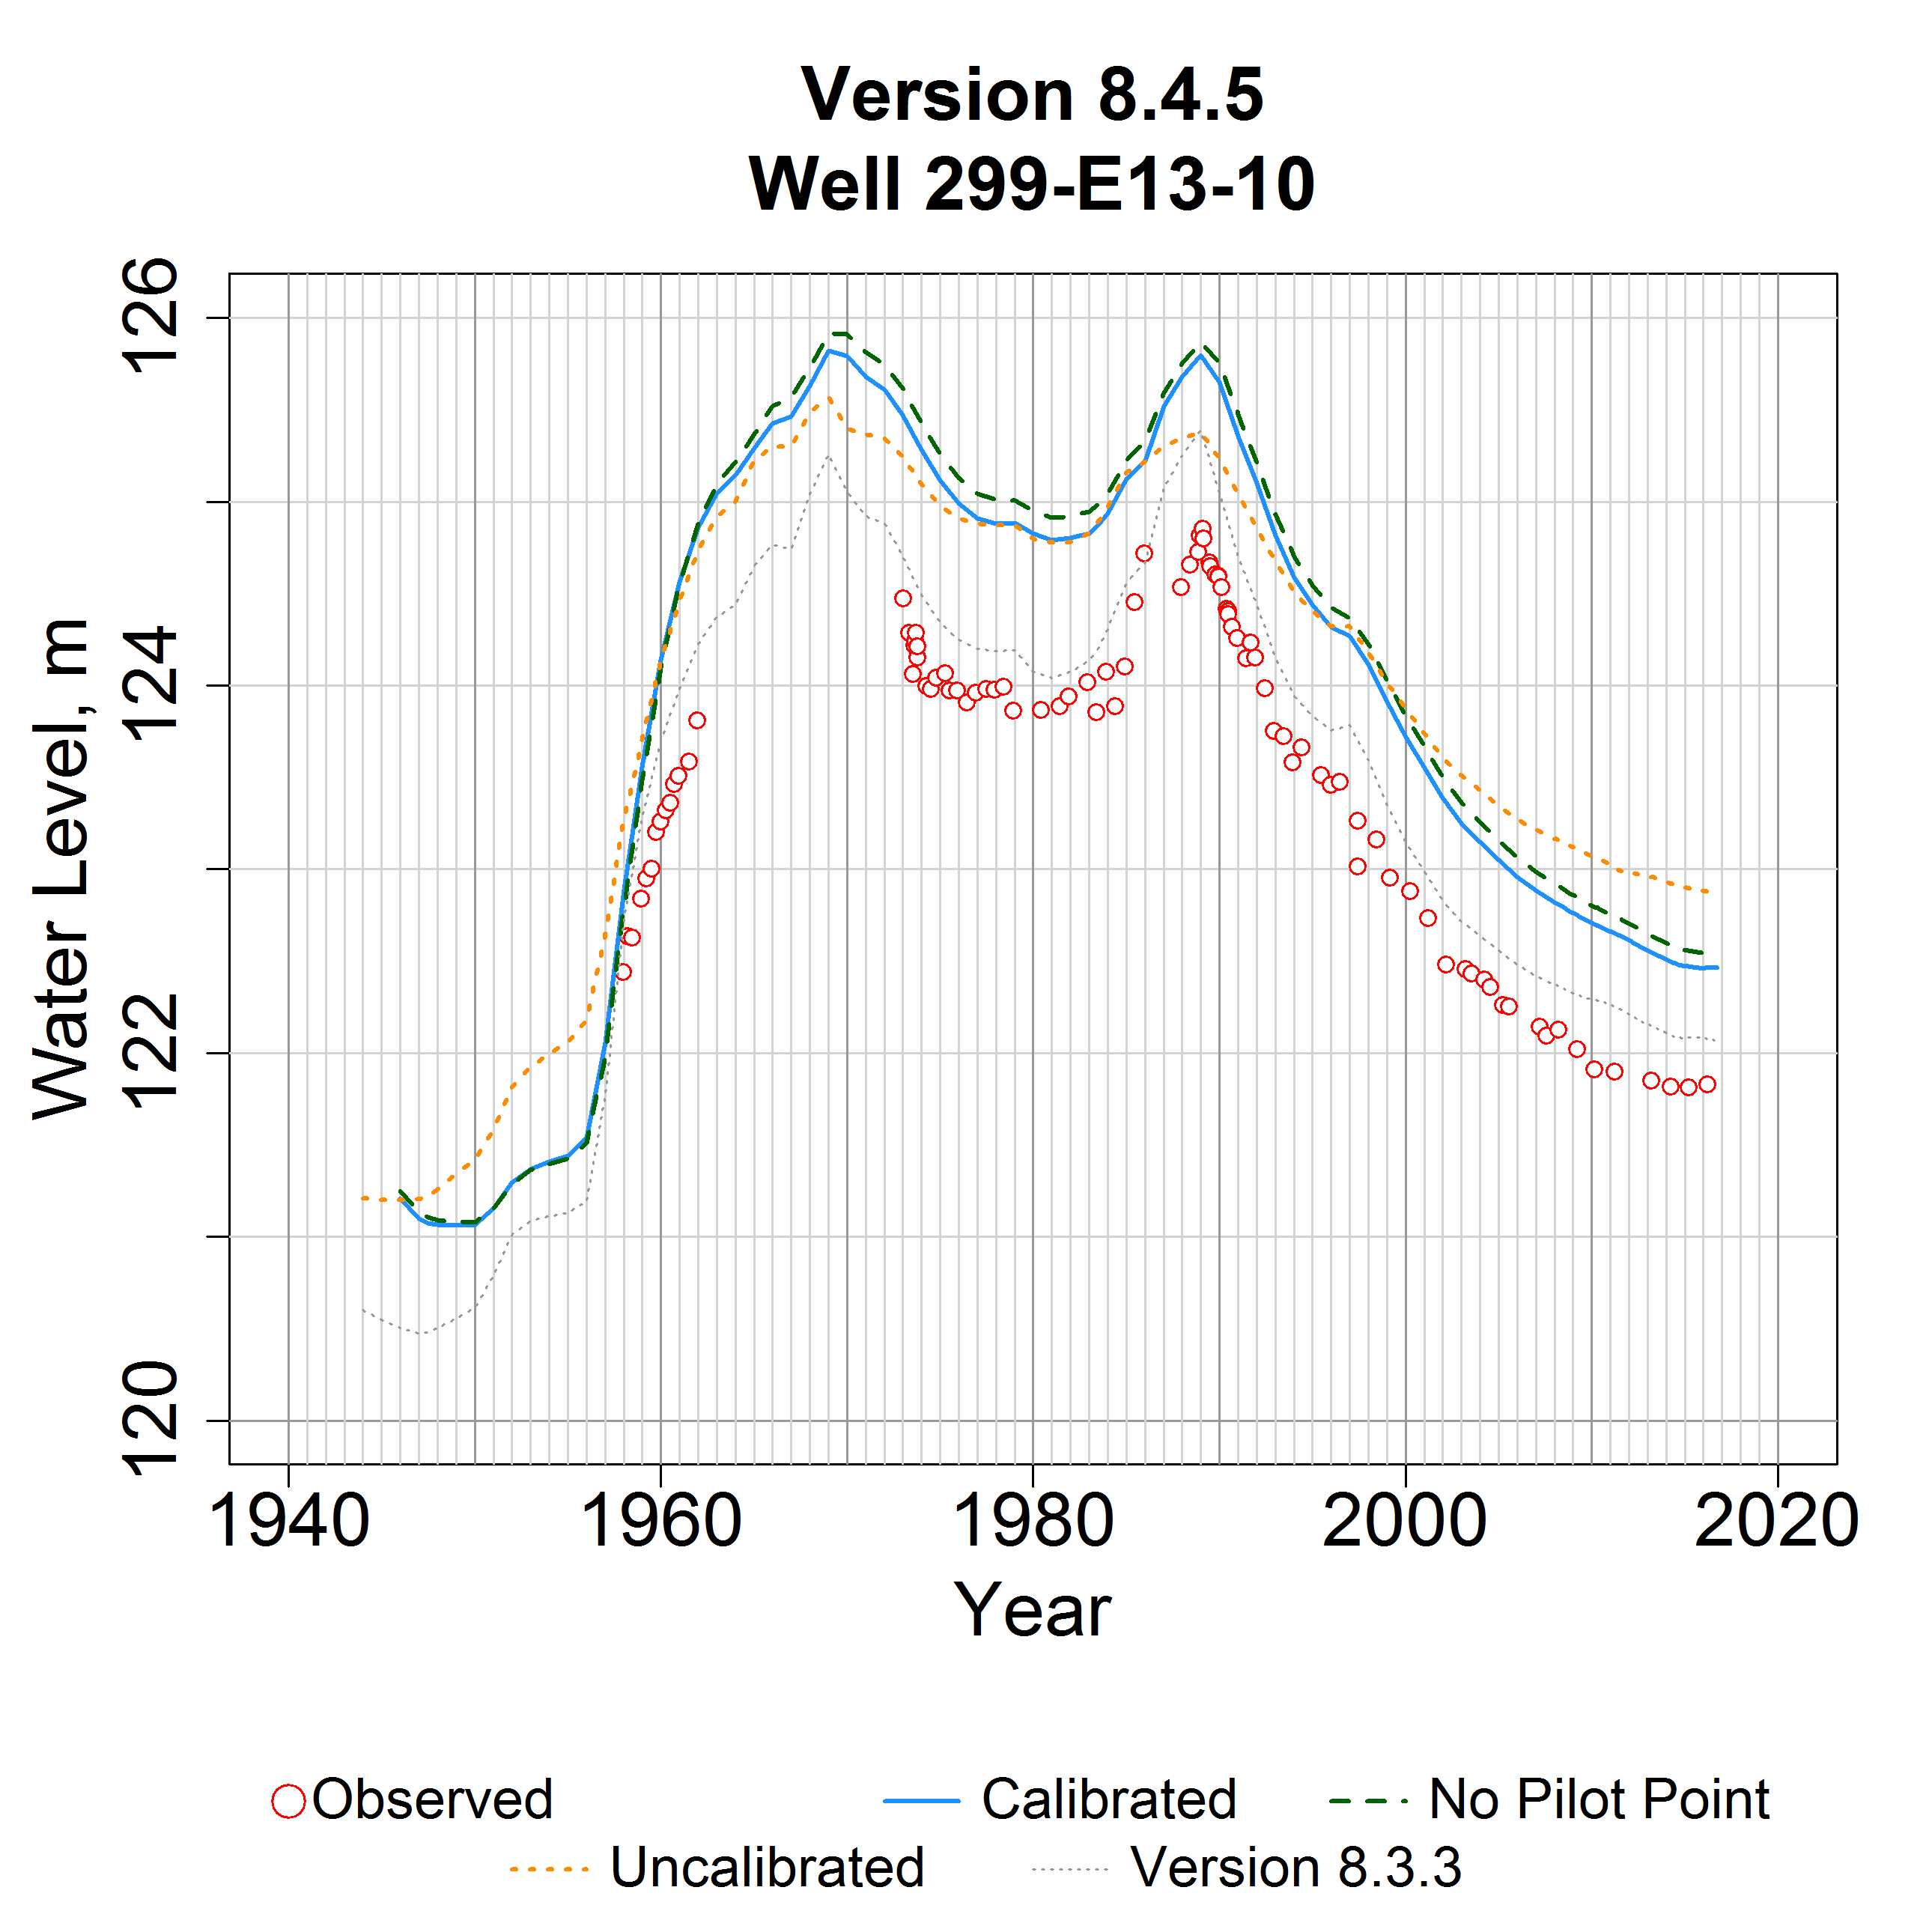 Version 8.4.5
Well 299-E13-10
Water Level, m
126
124
122
120
1940 1960 1980 2000 2020
Year
Observed Calibrated No Pilot Point
Uncalibrated Version 8.3.3